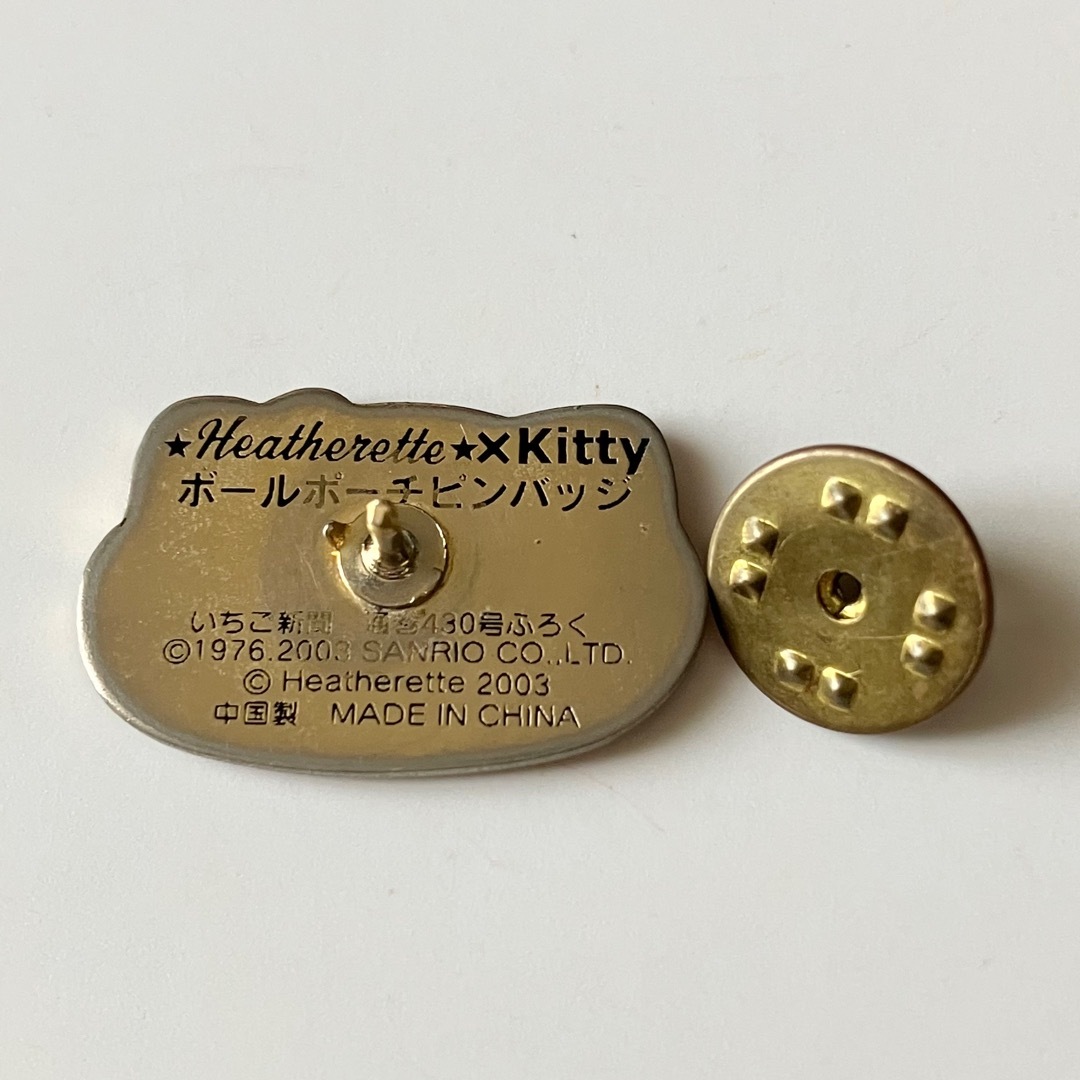 ★Heatherette★×Kitty
ボールポーチピンバッジ
いちご新聞 通巻430号ふろく
©1976.2003 SANRIO CO.,LTD.
© Heatherette 2003
中国製 MADE IN CHINA